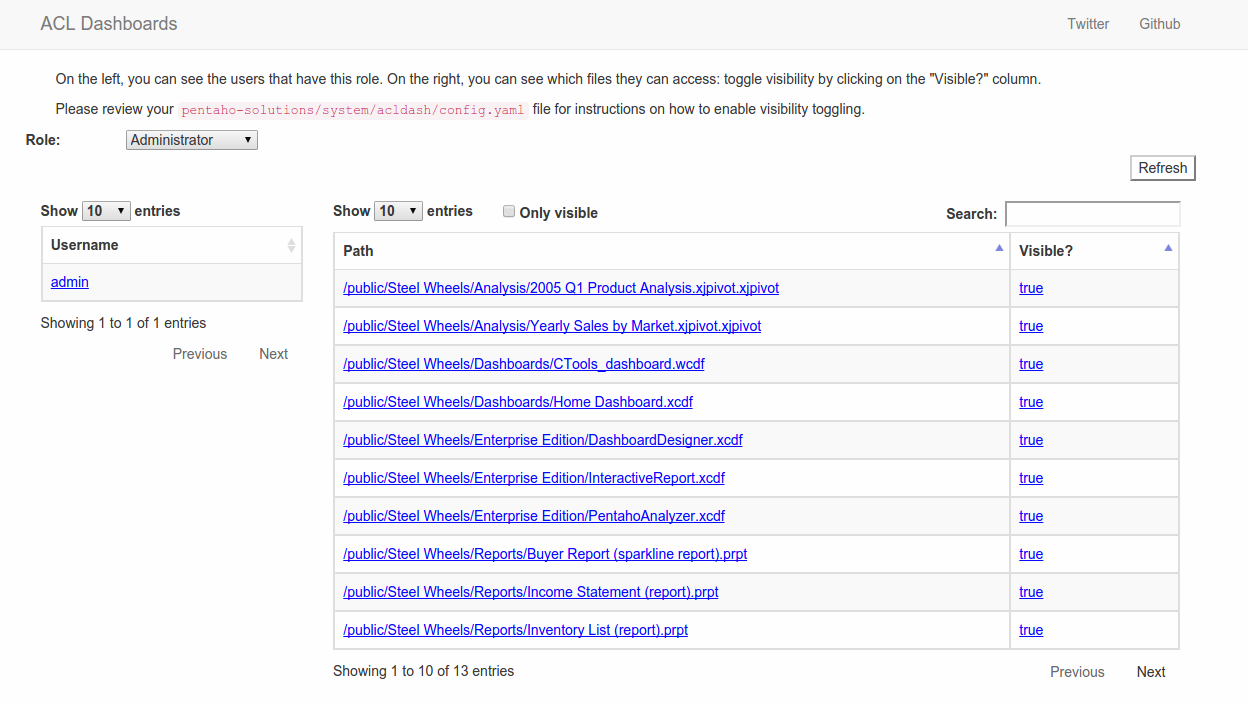 ACL Dashboards Twitter Github
On the left, you can see the users that have this role. On the right, you can see which files they can access: toggle visibility by clicking on the "Visible?" column.
Please review your pentaho-solutions/system/acldash/config.yaml file for instructions on how to enable visibility toggling.
Role: Administrator
Refresh
Show 10 entries
Username
admin
Showing 1 to 1 of 1 entries
Previous Next
Show 10 entries Only visible Search:
Path Visible?
/public/Steel Wheels/Analysis/2005 Q1 Product Analysis.xjpivot.xjpivot true
/public/Steel Wheels/Analysis/Yearly Sales by Market.xjpivot.xjpivot true
/public/Steel Wheels/Dashboards/CTools_dashboard.wcdf true
/public/Steel Wheels/Dashboards/Home Dashboard.xcdf true
/public/Steel Wheels/Enterprise Edition/DashboardDesigner.xcdf true
/public/Steel Wheels/Enterprise Edition/InteractiveReport.xcdf true
/public/Steel Wheels/Enterprise Edition/PentahoAnalyzer.xcdf true
/public/Steel Wheels/Reports/Buyer Report (sparkline report).prpt true
/public/Steel Wheels/Reports/Income Statement (report).prpt true
/public/Steel Wheels/Reports/Inventory List (report).prpt true
Showing 1 to 10 of 13 entries
Previous Next